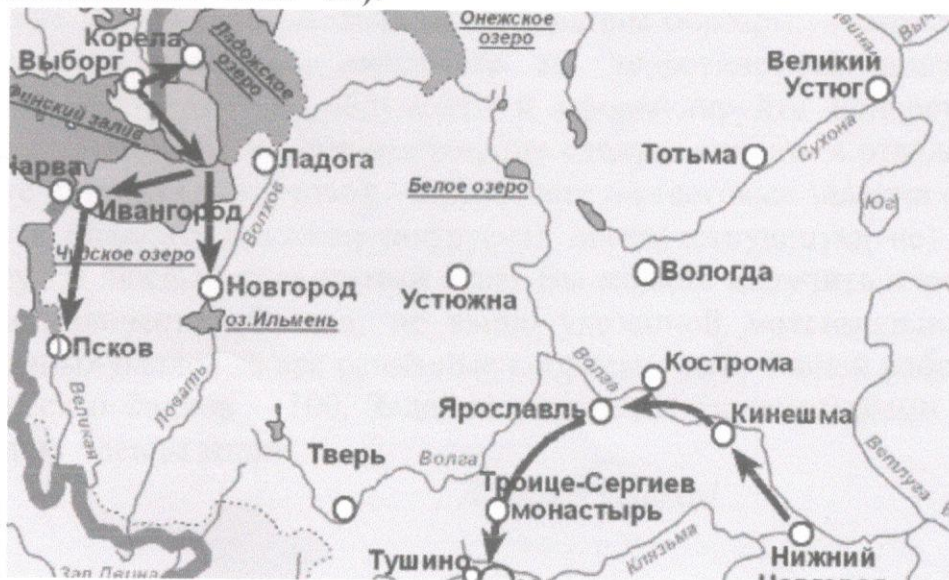 Онежское
озеро
Корела
Ладожское
озеро
Выборг
Великий
Устюг
Финский залив
Ладога
Тотьма
Сухона
Нарва
Белое озеро
Ивангород
Волхов
Юг
Чудское озеро
Новгород
Устюжна
Вологда
оз.Ильмень
Псков
Кострома
Волга
Ловать
Ярославль
Кинешма
Великая
Тверь
Волга
Ветлуга
Троице-Сергиев
монастырь
Тушино
Клязьма
Нижний
Зап.Двина